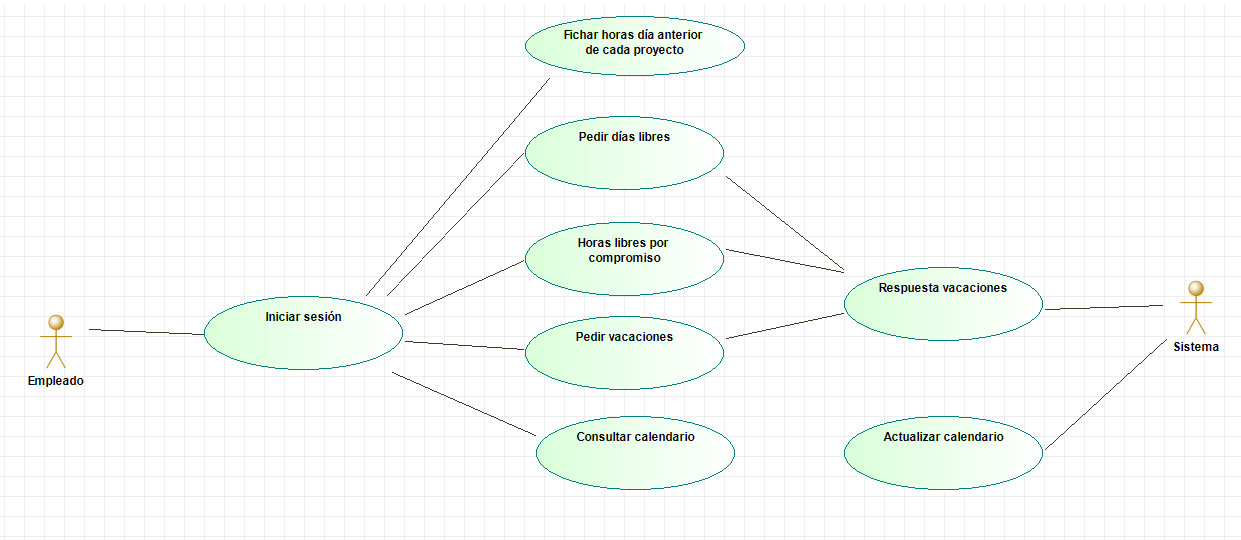 Fichar horas día anterior
de cada proyecto
Pedir días libres
Horas libres por
compromiso
Respuesta vacaciones
Iniciar sesión
Pedir vacaciones
Sistema
Empleado
Consultar calendario
Actualizar calendario